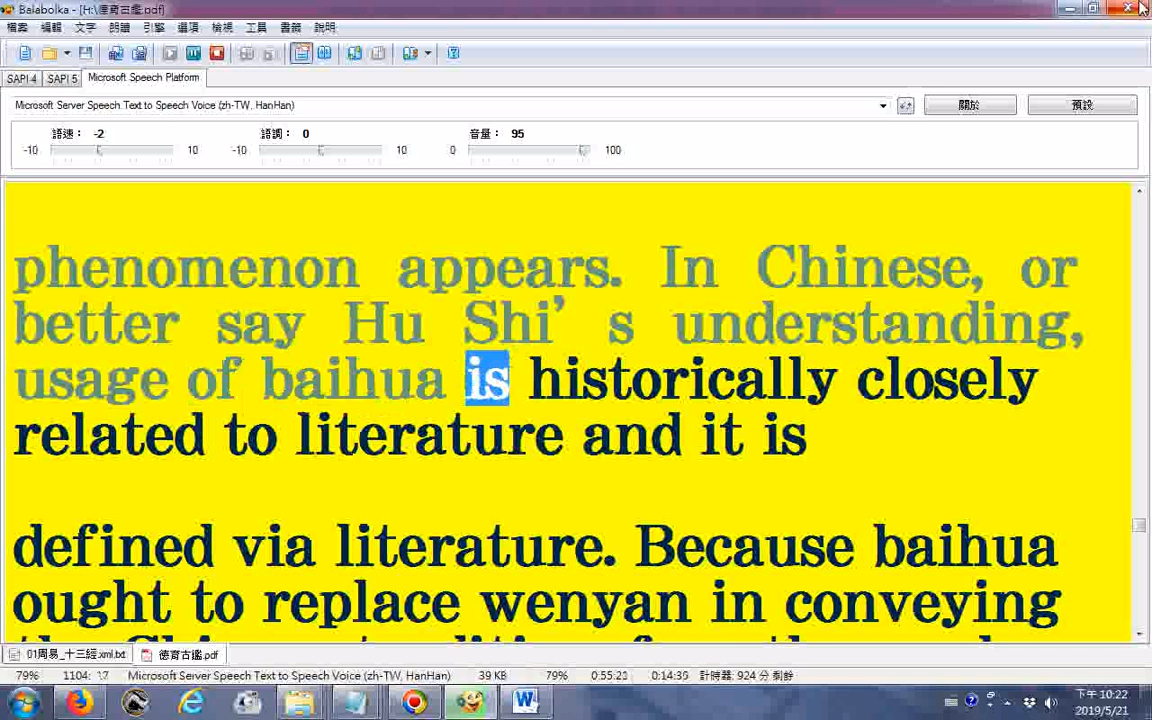 Balabolka - [H:\德育古鑑.pdf]
檔案 編輯 文字 朗讀 引擎 選項 檢視 工具 書籤 說明
SAPI 4 SAPI 5 Microsoft Speech Platform
Microsoft Server Speech Text to Speech Voice (zh-TW, HanHan) 關於 預設
語速： -2 語調： 0 音量： 95
-10 10 -10 10 0 100
phenomenon appears. In Chinese, or
better say Hu Shi’s understanding,
usage of baihua is historically closely
related to literature and it is
defined via literature. Because baihua
ought to replace wenyan in conveying
01周易_十三經.xml.txt 德育古鑑.pdf
79% 1104: 17 Microsoft Server Speech Text to Speech Voice (zh-TW, HanHan) 39 KB 79% 0:55:21 0:14:39 計時器: 924 分 剩餘
下午 10:22
2019/5/21